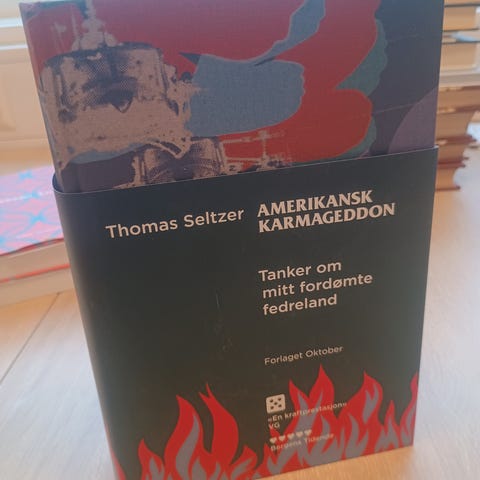 Thomas Seltzer
AMERIKANSK
KARMAGEDDON
Tanker om
mitt fordømte
fedreland
Forlaget Oktober
«En kraftprestasjon»
VG
Bergens Tidende